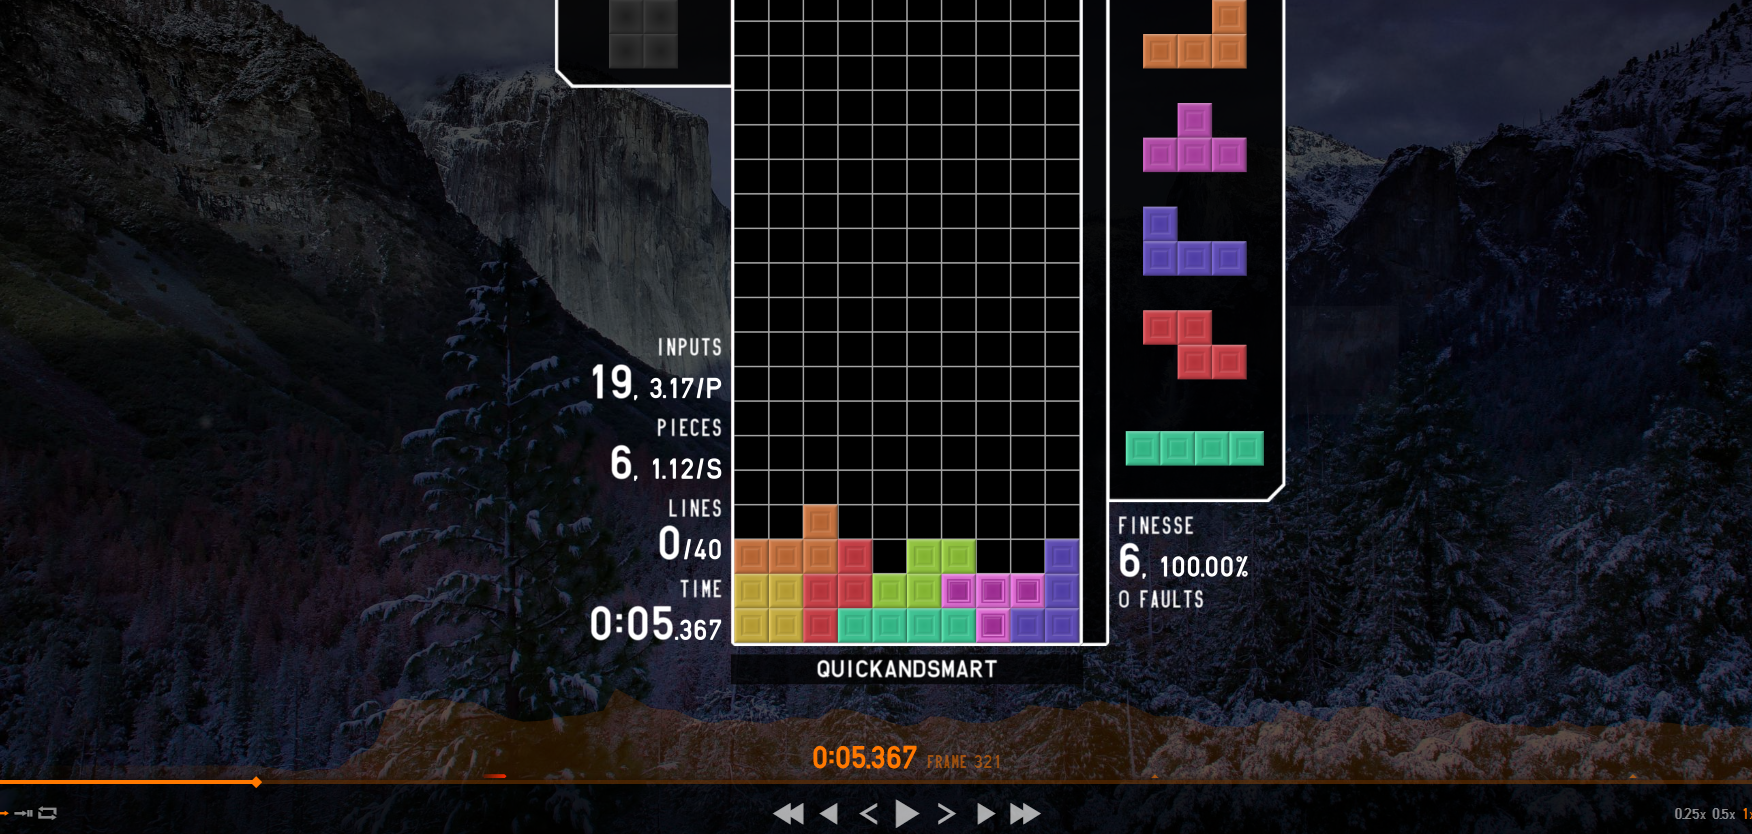 INPUTS
19, 3.17/P
PIECES
6, 1.12/S
LINES
0/40
TIME
0:05.367
FINESSE
6, 100.00%
0 FAULTS
QUICKANDSMART
0:05.367 FRAME 321
0.25x 0.5x